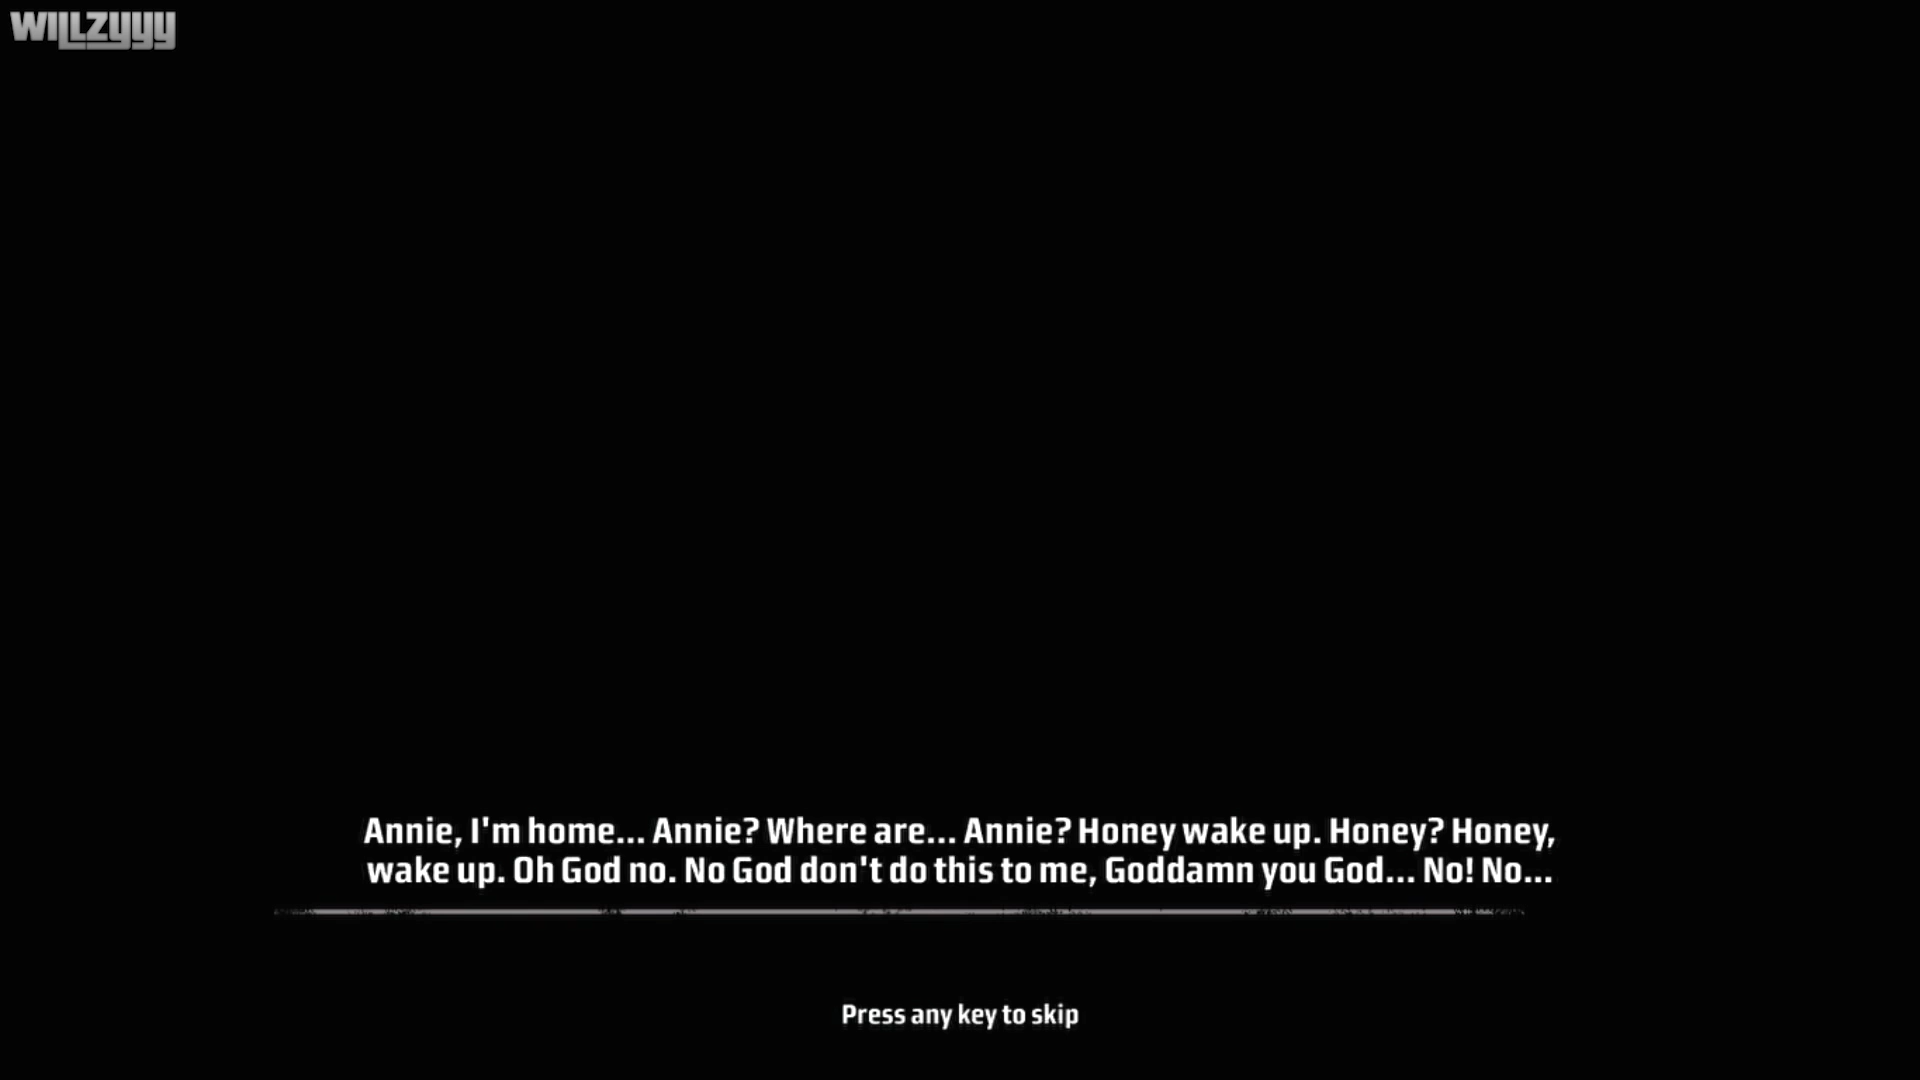 WILLZYYY
Annie, I'm home... Annie? Where are... Annie? Honey wake up. Honey? Honey,
wake up. Oh God no. No God don't do this to me, Goddamn you God... No! No...
Press any key to skip